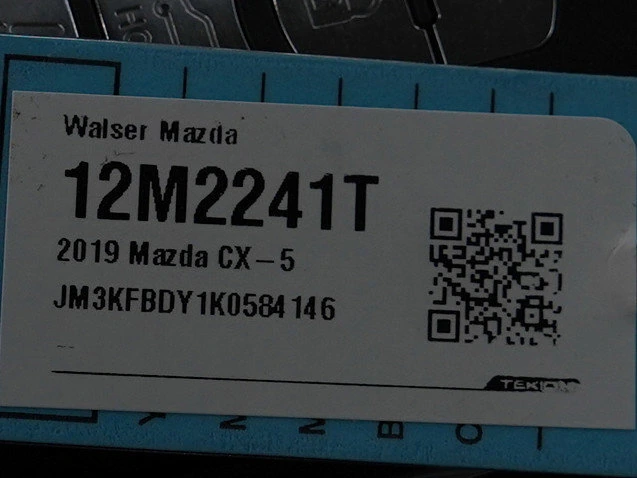 Walser Mazda
12M2241T
2019 Mazda CX-5
JM3KFBDY1K0584146
--
TEKION